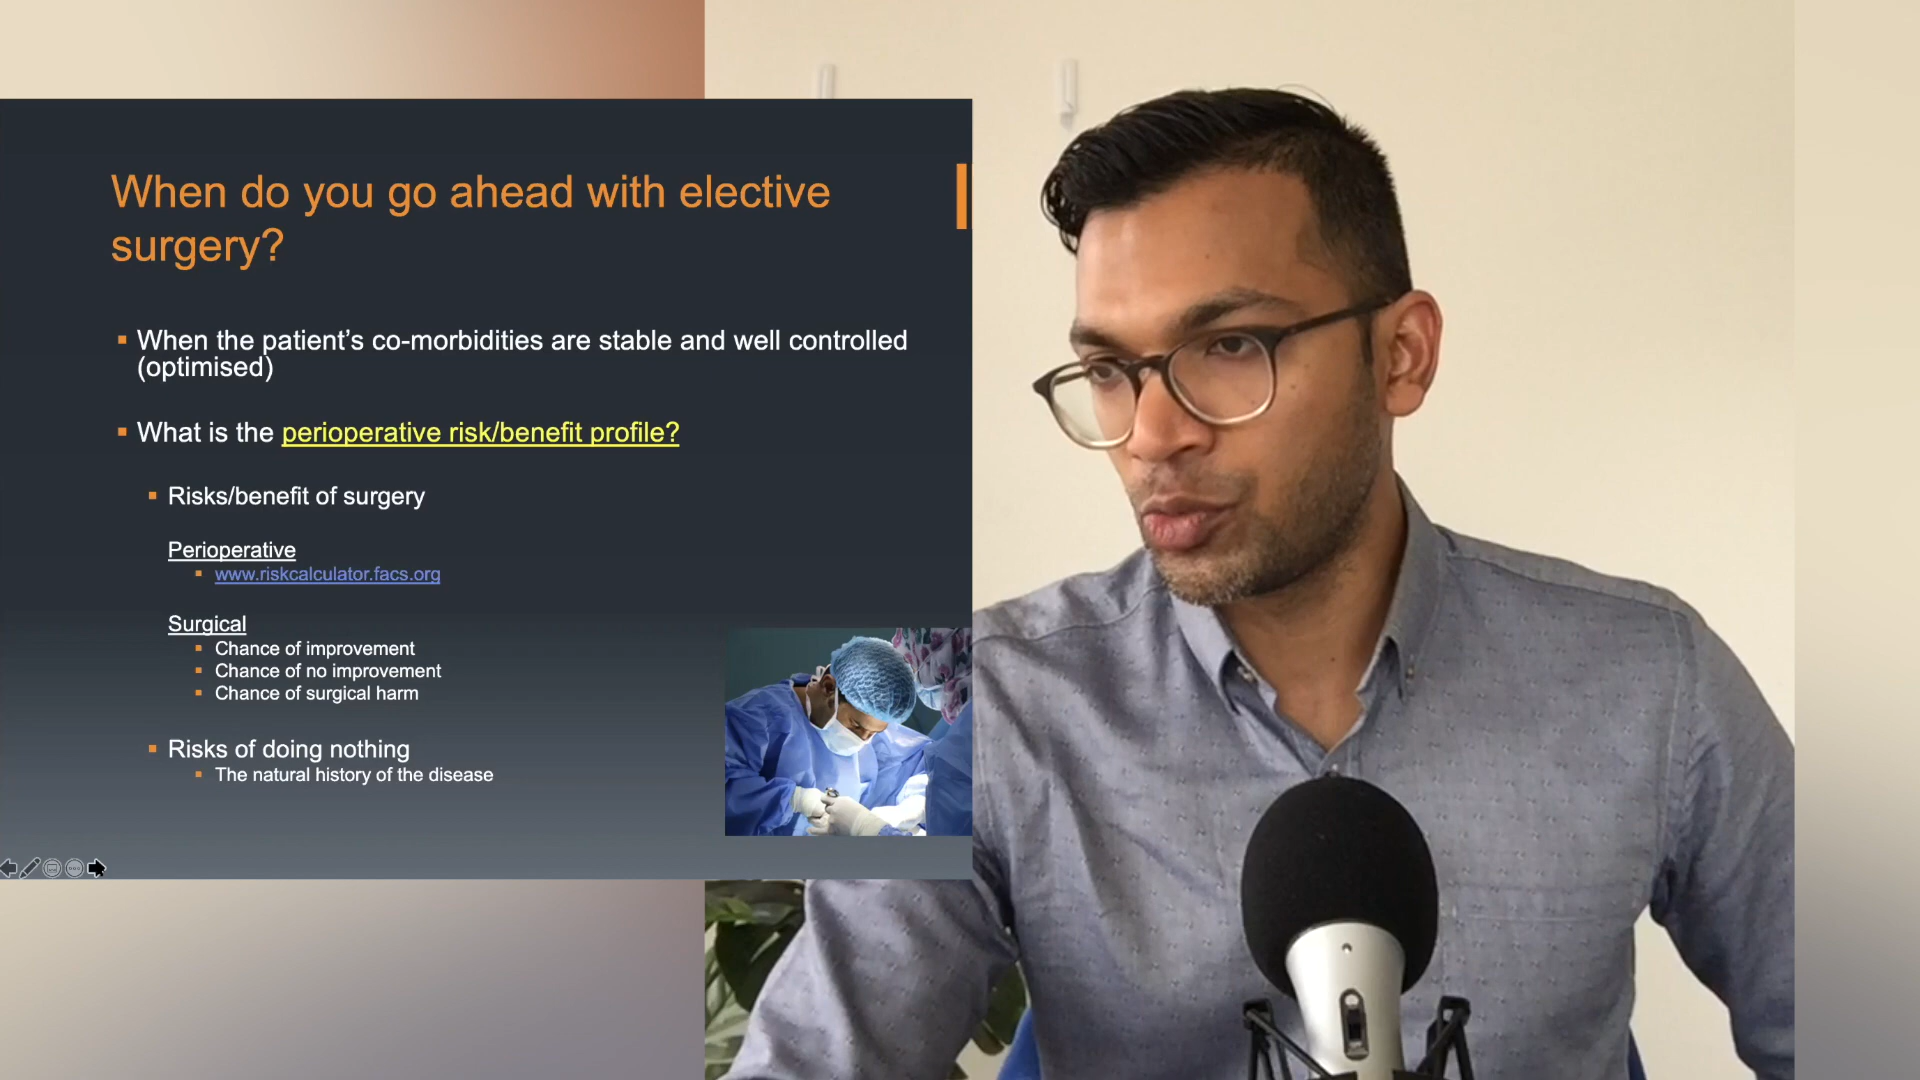 When do you go ahead with elective
surgery?
When the patient’s co-morbidities are stable and well controlled
(optimised)
What is the perioperative risk/benefit profile?
Risks/benefit of surgery
Perioperative
www.riskcalculator.facs.org
Surgical
Chance of improvement
Chance of no improvement
Chance of surgical harm
Risks of doing nothing
The natural history of the disease